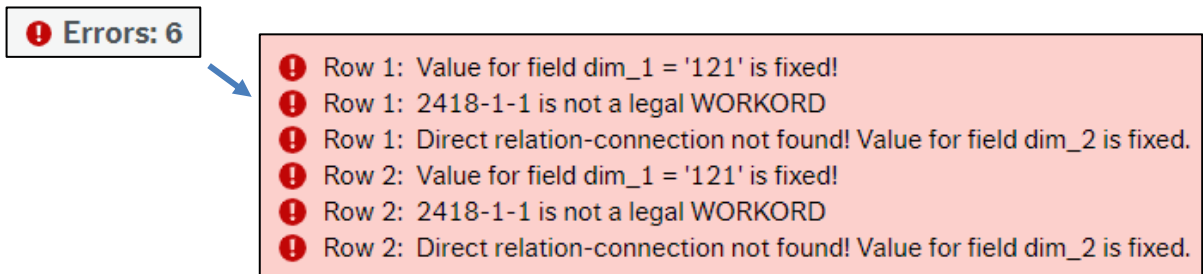 Errors: 6
Row 1: Value for field dim_1 = '121' is fixed!
Row 1: 2418-1-1 is not a legal WORKORD
Row 1: Direct relation-connection not found! Value for field dim_2 is fixed.
Row 2: Value for field dim_1 = '121' is fixed!
Row 2: 2418-1-1 is not a legal WORKORD
Row 2: Direct relation-connection not found! Value for field dim_2 is fixed.